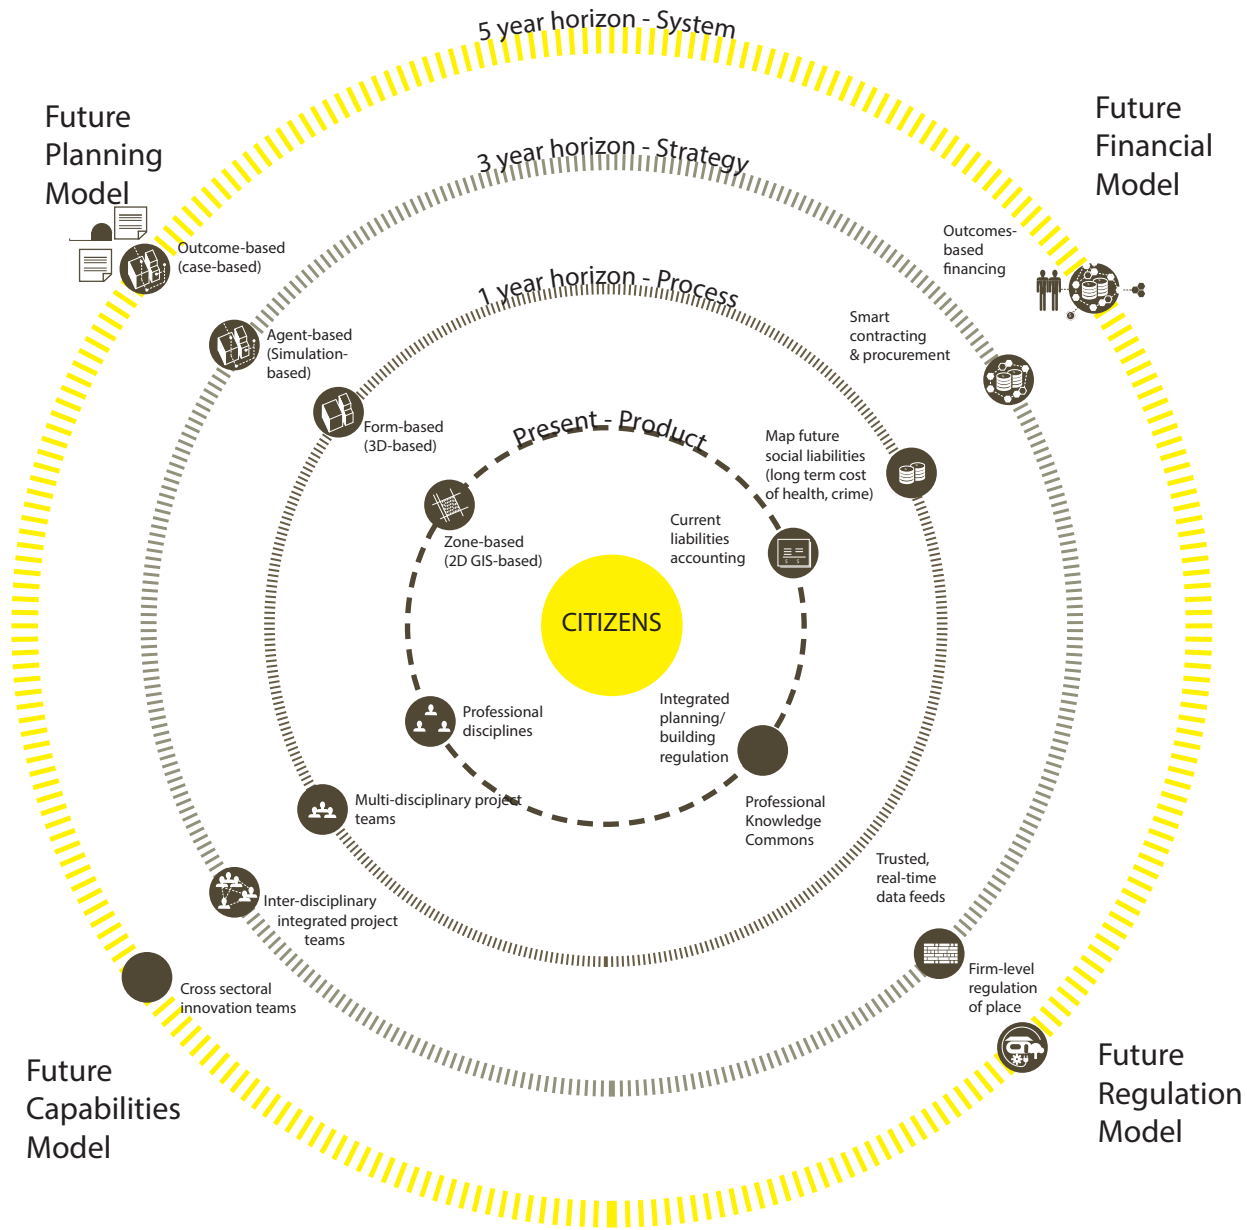 5 year horizon - System
Future
Planning
Model
Future
Financial
Model
3 year horizon - Strategy
Outcome-based
(case-based)
Outcomes-
based
financing
1 year horizon - Process
Agent-based
(Simulation-
based)
Smart
contracting
& procurement
Form-based
(3D-based)
Present - Product
Map future
social liabilities
(long term cost
of health, crime)
Zone-based
(2D GIS-based)
Current
liabilities
accounting
CITIZENS
Professional
disciplines
Integrated
planning/
building
regulation
Multi-disciplinary project
teams
Professional
Knowledge
Commons
Inter-disciplinary
integrated project
teams
Trusted,
real-time
data feeds
Cross sectoral
innovation teams
Firm-level
regulation
of place
Future
Capabilities
Model
Future
Regulation
Model